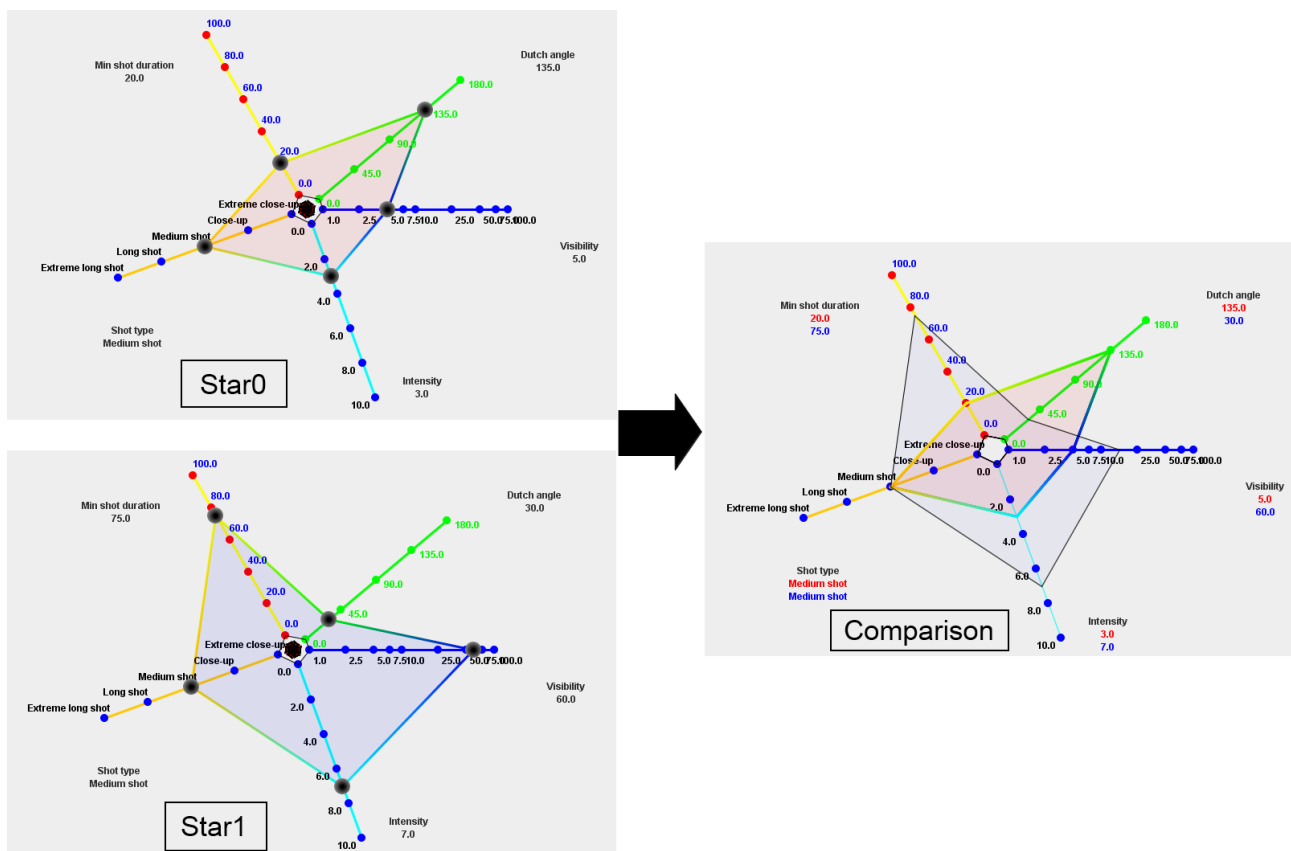 100.0
80.0
60.0
40.0
20.0
0.0
Min shot duration
20.0
Dutch angle
135.0
180.0
135.0
90.0
45.0
0.0
Extreme close-up
Close-up
Medium shot
Long shot
Extreme long shot
1.0 2.5 5.0 7.5 10.0 25.0 50.0 75.0 100.0
Visibility
5.0
0.0
2.0
4.0
6.0
8.0
10.0
Shot type
Medium shot
Intensity
3.0
Star0
100.0
80.0
60.0
40.0
20.0
0.0
Min shot duration
75.0
Dutch angle
30.0
180.0
135.0
90.0
45.0
0.0
Extreme close-up
Close-up
Medium shot
Long shot
Extreme long shot
1.0 2.5 5.0 7.5 10.0 25.0 50.0 75.0 100.0
Visibility
60.0
0.0
2.0
4.0
6.0
8.0
10.0
Shot type
Medium shot
Intensity
7.0
Star1
100.0
80.0
60.0
40.0
20.0
0.0
Min shot duration
20.0
75.0
Dutch angle
135.0
30.0
180.0
135.0
90.0
45.0
0.0
Extreme close-up
Close-up
Medium shot
Long shot
Extreme long shot
1.0 2.5 5.0 7.5 10.0 25.0 50.0 75.0 100.0
Visibility
5.0
60.0
0.0
2.0
4.0
6.0
8.0
10.0
Shot type
Medium shot
Medium shot
Intensity
3.0
7.0
Comparison